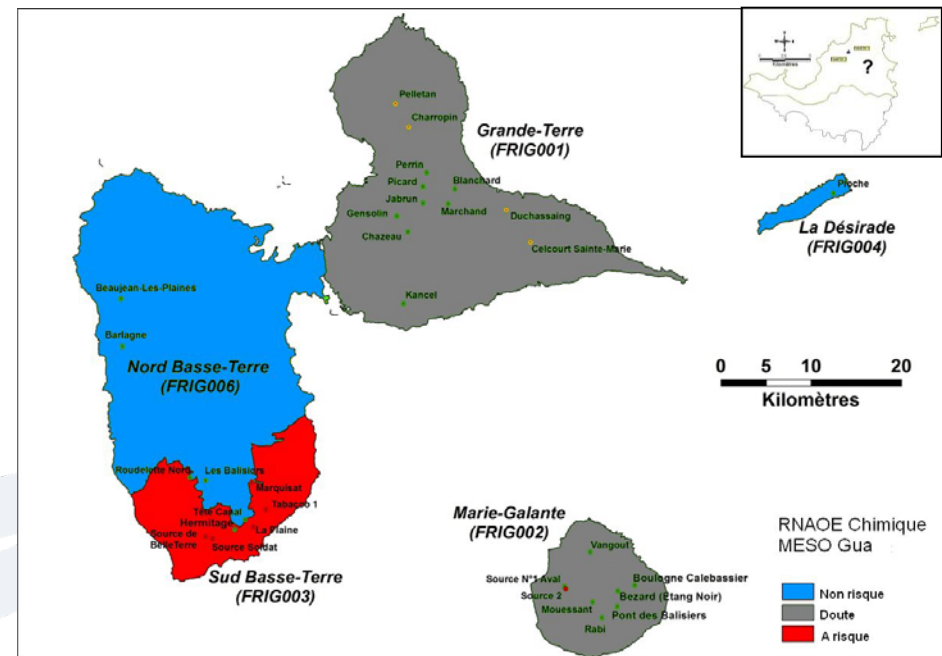 Pelletan
Charropin
Grande-Terre
(FRIG001)
Perrin
Picard
Blanchard
Jabrun
Marchand
Gensolin
Duchassaing
Chazeau
Celcourt Sainte-Marie
Kancel
Kilomètres
?
Pioche
La Désirade
(FRIG004)
Beaujean-Les-Plaines
Barlagne
Nord Basse-Terre
(FRIG006)
0 5 10 20
Kilomètres
Roudelotte Nord
Les Balisiers
Marquisat
Tabacco 1
Tête Canal
Hermitage
La Plaine
Source de
BelleTerre
Source Soldat
Sud Basse-Terre
(FRIG003)
Marie-Galante
(FRIG002)
Vangout
Source N°1 Aval
Source 2
Boulogne Calebassier
Bezard (Etang Noir)
Mouessant
Pont des Balisiers
Rabi
RNAOE Chimique
MESO Gua
Non risque
Doute
A risque